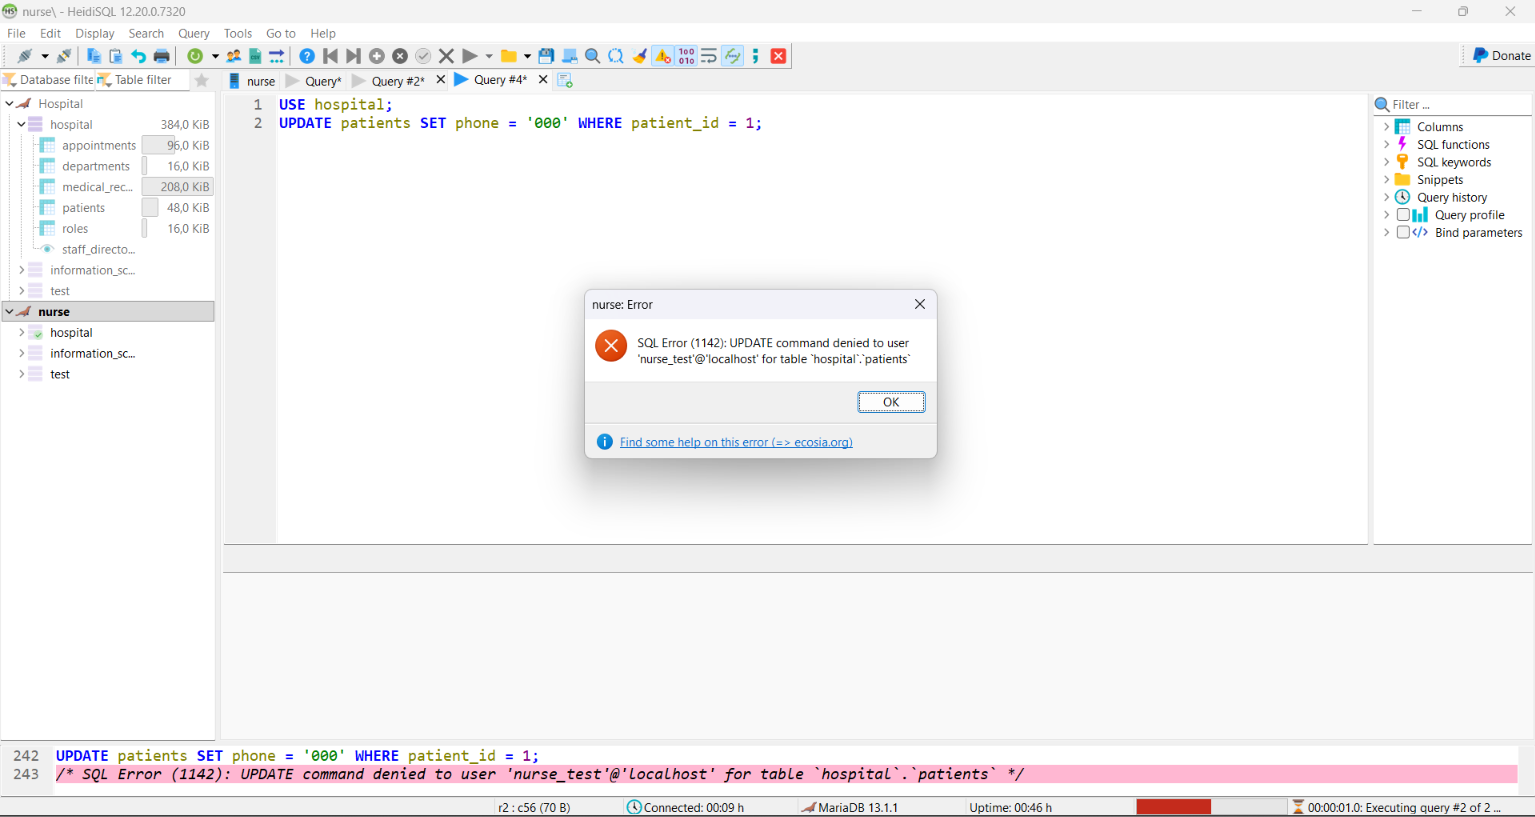 nurse\ - HeidiSQL 12.20.0.7320
File Edit Display Search Query Tools Go to Help
Donate
Database filte Table filter
nurse Query* Query #2* Query #4*
Hospital
hospital 384,0 KiB
appointments 96,0 KiB
departments 16,0 KiB
medical_rec... 208,0 KiB
patients 48,0 KiB
roles 16,0 KiB
staff_directo...
information_sc...
test
nurse
hospital
information_sc...
test
1 USE hospital;
2 UPDATE patients SET phone = '000' WHERE patient_id = 1;
Filter ...
Columns
SQL functions
SQL keywords
Snippets
Query history
Query profile
Bind parameters
nurse: Error
SQL Error (1142): UPDATE command denied to user
'nurse_test'@'localhost' for table `hospital`.`patients`
OK
Find some help on this error (=> ecosia.org)
242 UPDATE patients SET phone = '000' WHERE patient_id = 1;
243 /* SQL Error (1142): UPDATE command denied to user 'nurse_test'@'localhost' for table `hospital`.`patients` */
r2 : c56 (70 B) Connected: 00:09 h MariaDB 13.1.1 Uptime: 00:46 h 00:00:01.0: Executing query #2 of 2 ...